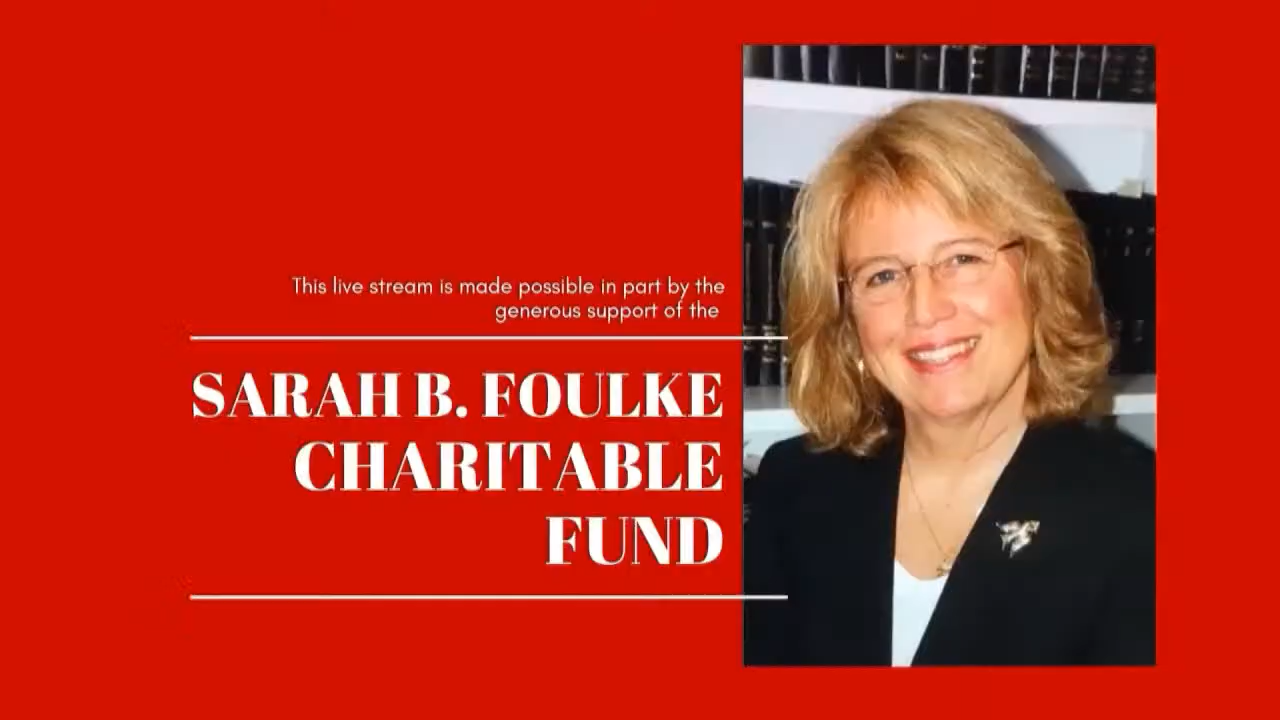 This live stream is made possible in part by the
generous support of the
SARAH B. FOULKE
CHARITABLE
FUND